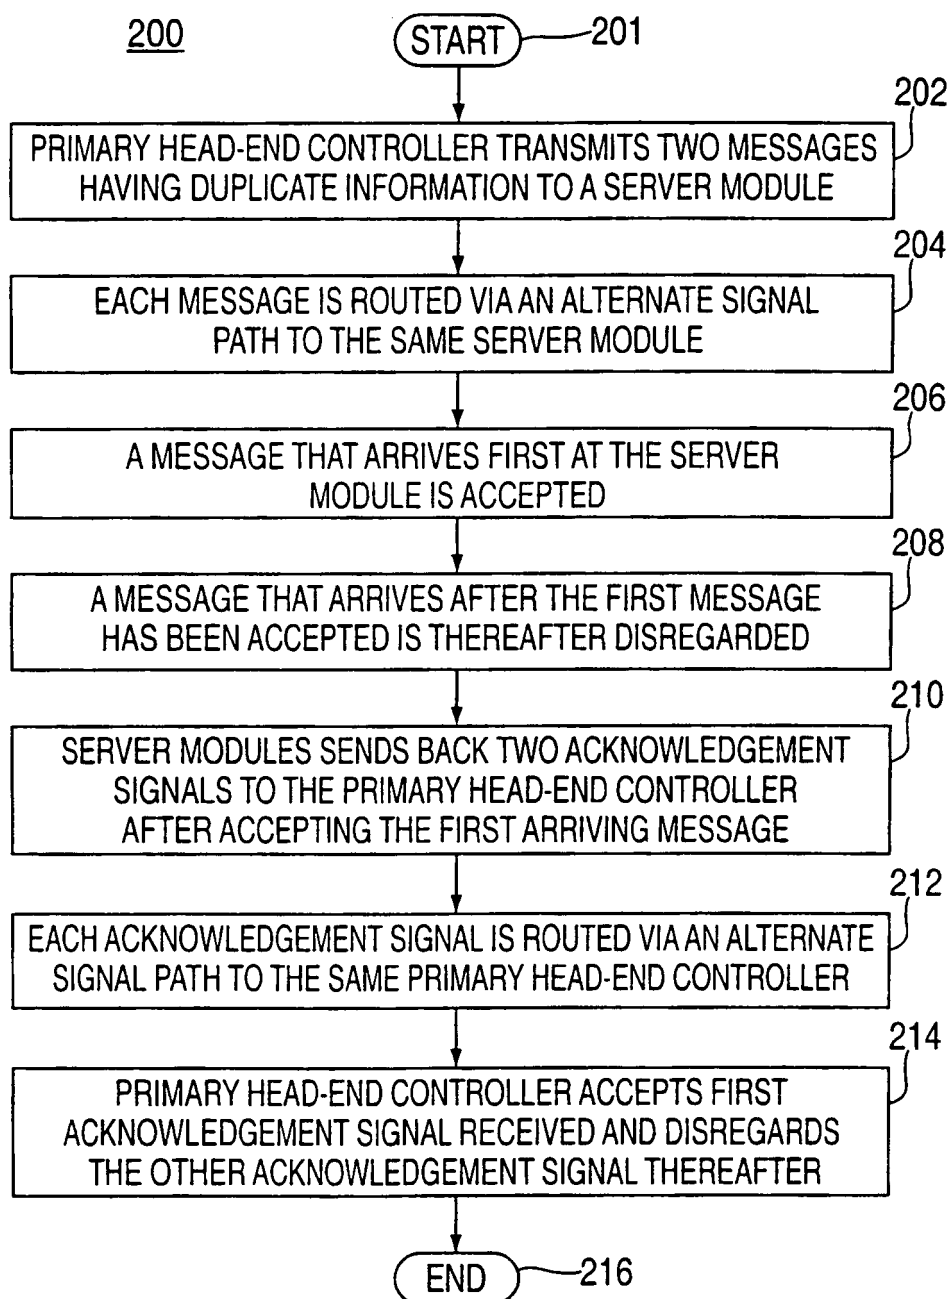 200
START
201
202
PRIMARY HEAD-END CONTROLLER TRANSMITS TWO MESSAGES
HAVING DUPLICATE INFORMATION TO A SERVER MODULE
204
EACH MESSAGE IS ROUTED VIA AN ALTERNATE SIGNAL
PATH TO THE SAME SERVER MODULE
206
A MESSAGE THAT ARRIVES FIRST AT THE SERVER
MODULE IS ACCEPTED
208
A MESSAGE THAT ARRIVES AFTER THE FIRST MESSAGE
HAS BEEN ACCEPTED IS THEREAFTER DISREGARDED
210
SERVER MODULES SENDS BACK TWO ACKNOWLEDGEMENT
SIGNALS TO THE PRIMARY HEAD-END CONTROLLER
AFTER ACCEPTING THE FIRST ARRIVING MESSAGE
212
EACH ACKNOWLEDGEMENT SIGNAL IS ROUTED VIA AN ALTERNATE
SIGNAL PATH TO THE SAME PRIMARY HEAD-END CONTROLLER
214
PRIMARY HEAD-END CONTROLLER ACCEPTS FIRST
ACKNOWLEDGEMENT SIGNAL RECEIVED AND DISREGARDS
THE OTHER ACKNOWLEDGEMENT SIGNAL THEREAFTER
END
216